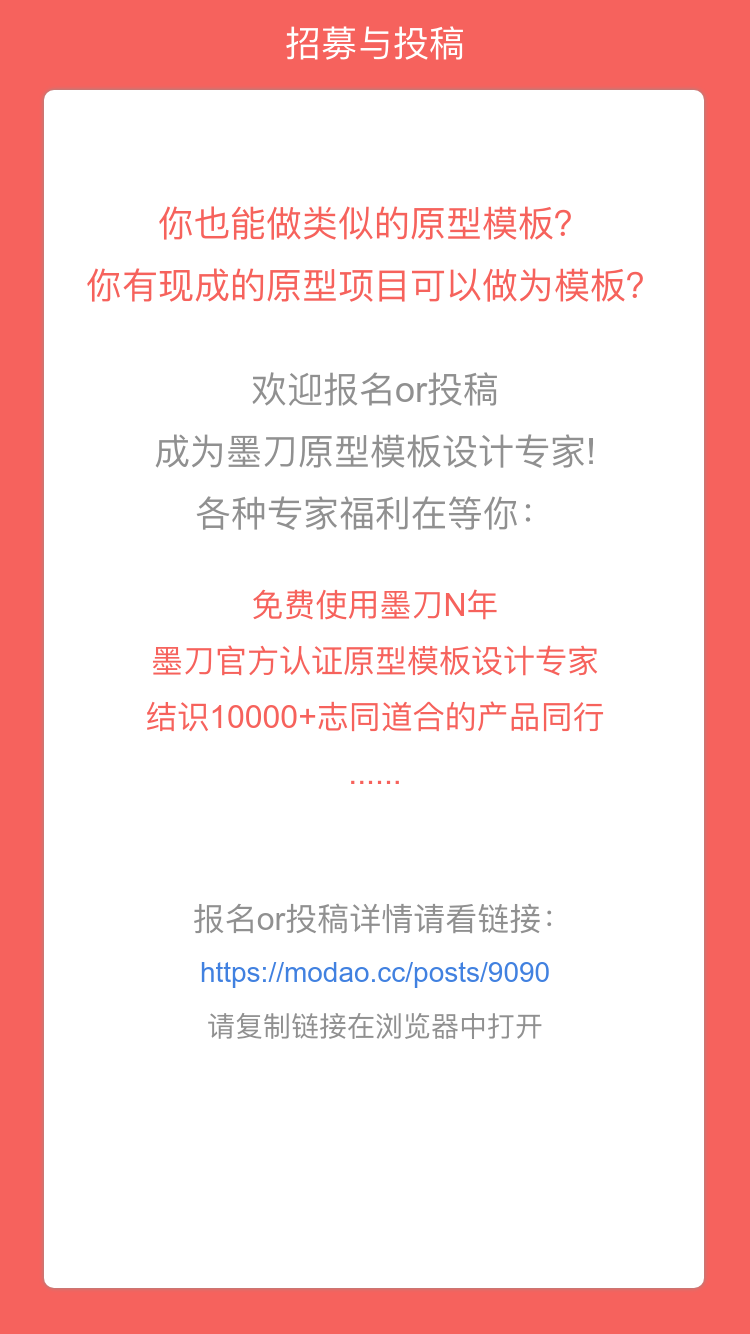 招募与投稿
你也能做类似的原型模板?
你有现成的原型项目可以做为模板?
欢迎报名or投稿
成为墨刀原型模板设计专家!
各种专家福利在等你：
免费使用墨刀N年
墨刀官方认证原型模板设计专家
结识10000+志同道合的产品同行
......
报名or投稿详情请看链接：
https://modao.cc/posts/9090
请复制链接在浏览器中打开